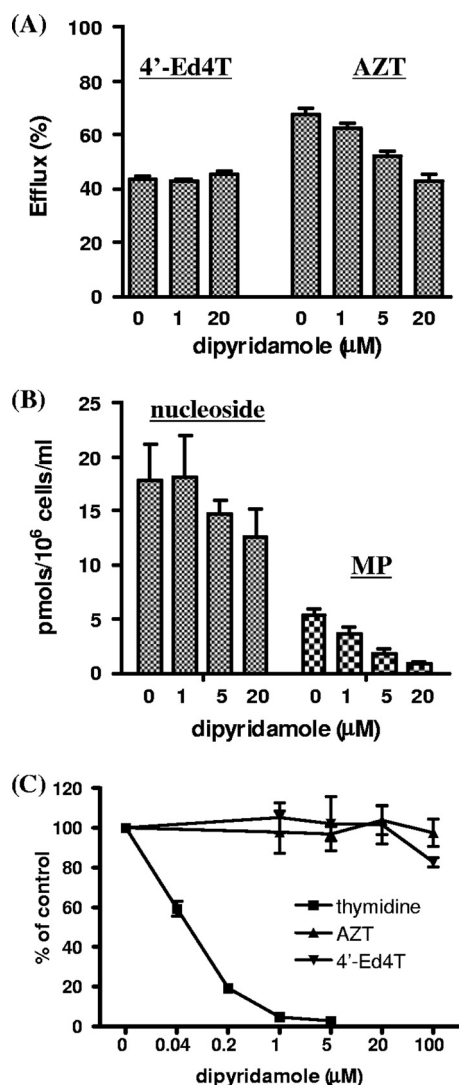 (A)
4'-Ed4T AZT
100
80
60
40
20
0
Efflux (%)
0 1 20 0 1 5 20
dipyridamole (μM)
(B)
25
20
15
10
5
0
pmols/10⁶ cells/ml
nucleoside
MP
0 1 5 20 0 1 5 20
dipyridamole (μM)
(C)
120
100
80
60
40
20
0
% of control
thymidine
AZT
4'-Ed4T
0 0.04 0.2 1 5 20 100
dipyridamole (μM)